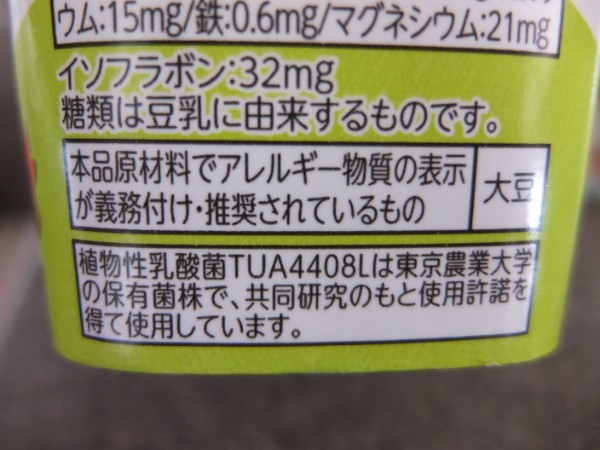 ウム:15mg/鉄:0.6mg/マグネシウム:21mg
イソフラボン:32mg
糖類は豆乳に由来するものです。
本品原材料でアレルギー物質の表示
が義務付け・推奨されているもの
大豆
植物性乳酸菌TUA4408Lは東京農業大学
の保有菌株で、共同研究のもと使用許諾を
得て使用しています。